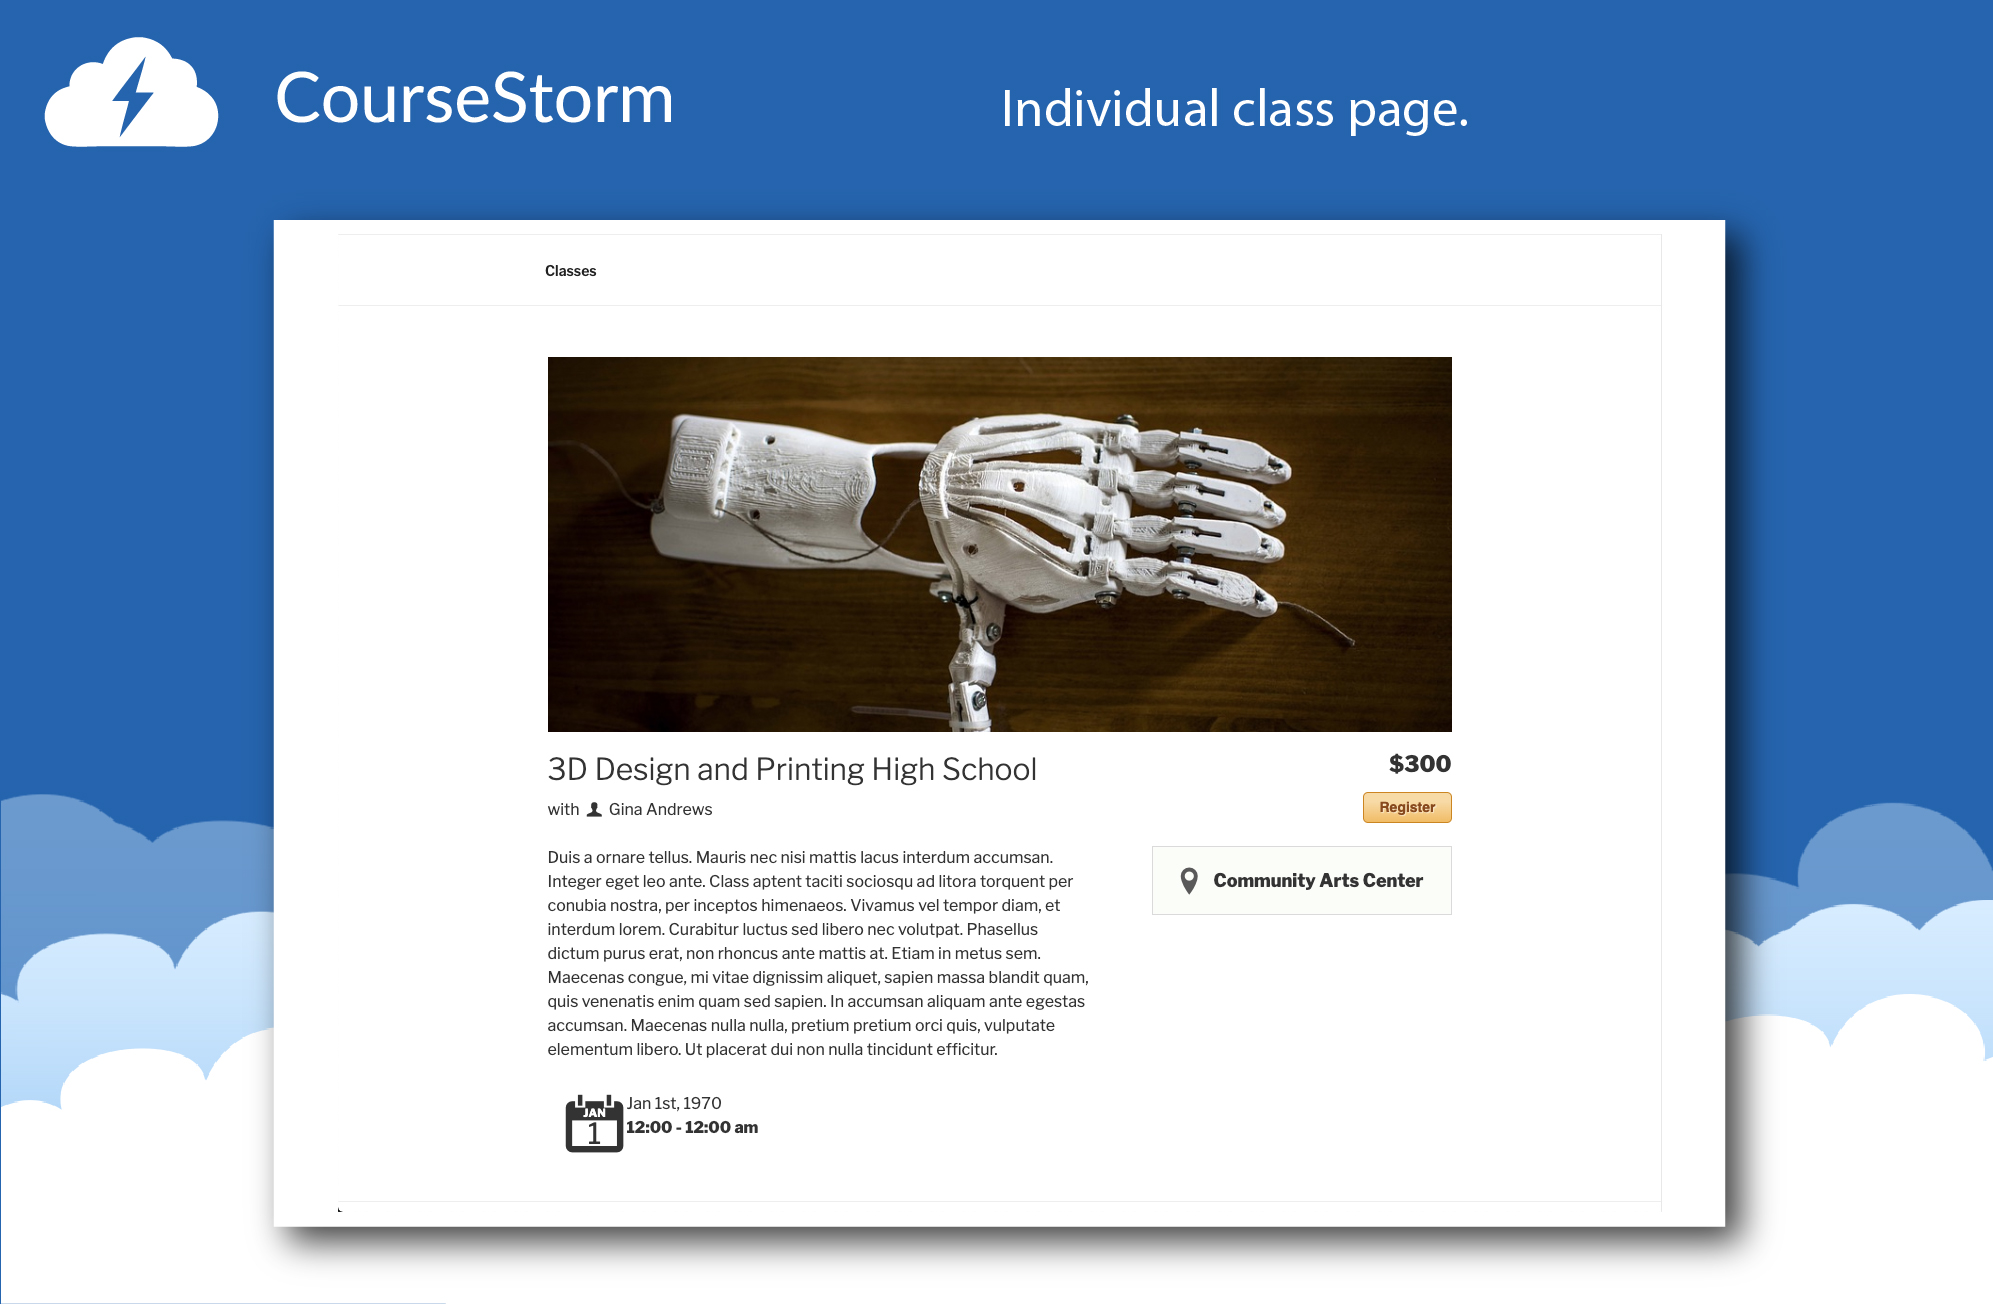 CourseStorm
Individual class page.
Classes
3D Design and Printing High School
$300
with Gina Andrews
Register
Duis a ornare tellus. Mauris nec nisi mattis lacus interdum accumsan.
Integer eget leo ante. Class aptent taciti sociosqu ad litora torquent per
conubia nostra, per inceptos himenaeos. Vivamus vel tempor diam, et
interdum lorem. Curabitur luctus sed libero nec volutpat. Phasellus
dictum purus erat, non rhoncus ante mattis at. Etiam in metus sem.
Maecenas congue, mi vitae dignissim aliquet, sapien massa blandit quam,
quis venenatis enim quam sed sapien. In accumsan aliquam ante egestas
accumsan. Maecenas nulla nulla, pretium pretium orci quis, vulputate
elementum libero. Ut placerat dui non nulla tincidunt efficitur.
Community Arts Center
JAN
1
Jan 1st, 1970
12:00 - 12:00 am